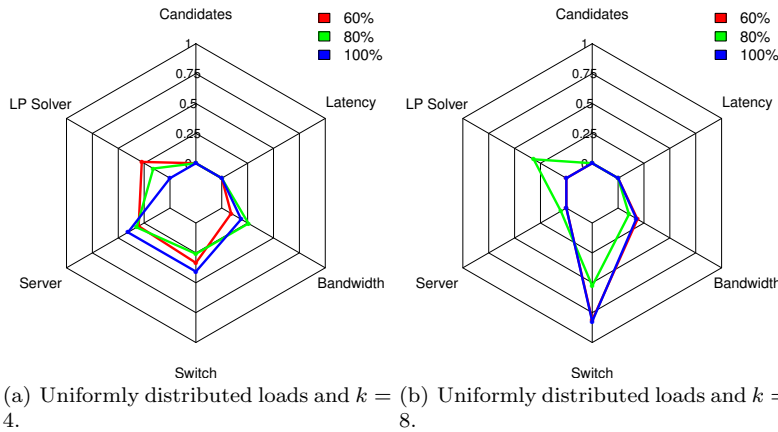 Candidates
60%
80%
100%
1
0.75
0.5
0.25
0
LP Solver
Latency
Server
Bandwidth
Switch
(a) Uniformly distributed loads and k =
4.
Candidates
60%
80%
100%
1
0.75
0.5
0.25
0
LP Solver
Latency
Server
Bandwidth
Switch
(b) Uniformly distributed loads and k =
8.